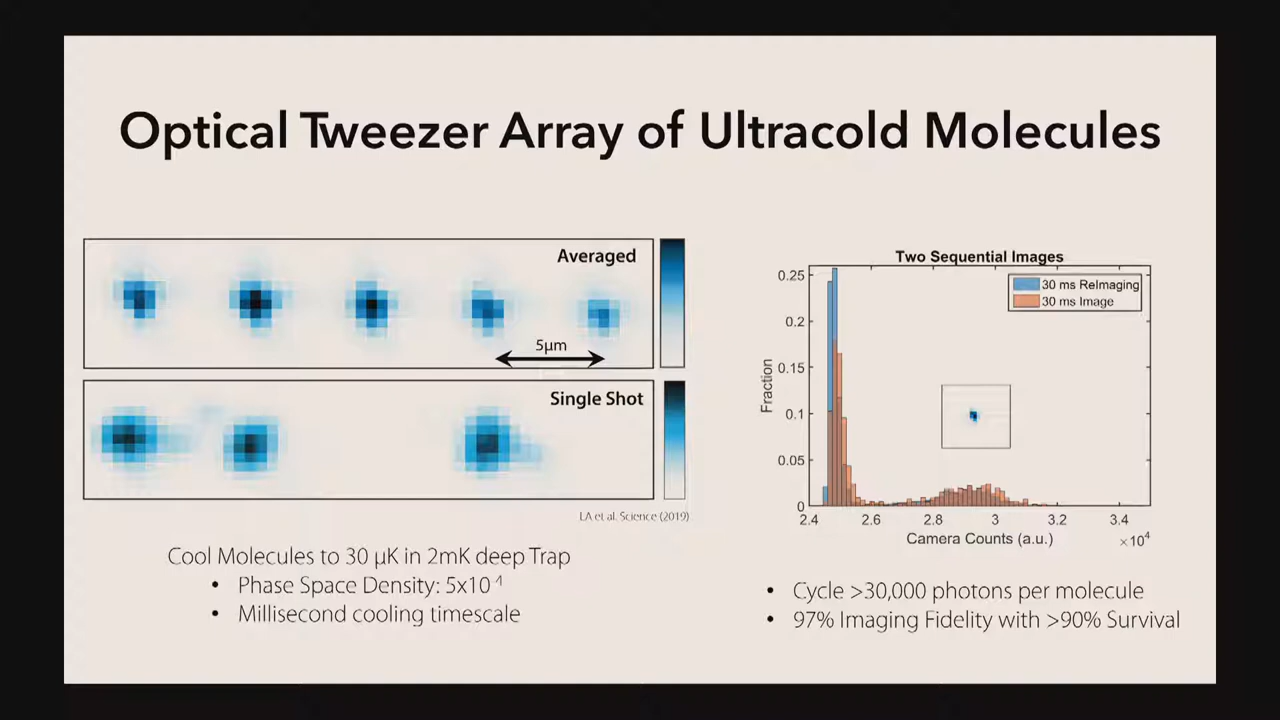 Optical Tweezer Array of Ultracold Molecules
Averaged
5µm
Single Shot
LA et al. Science (2019)
Cool Molecules to 30 µK in 2mK deep Trap
• Phase Space Density: 5x10⁻⁴
• Millisecond cooling timescale
Two Sequential Images
30 ms ReImaging
30 ms Image
Fraction
0.25
0.2
0.15
0.1
0.05
0
2.4 2.6 2.8 3 3.2 3.4
Camera Counts (a.u.)
×10⁴
• Cycle >30,000 photons per molecule
• 97% Imaging Fidelity with >90% Survival